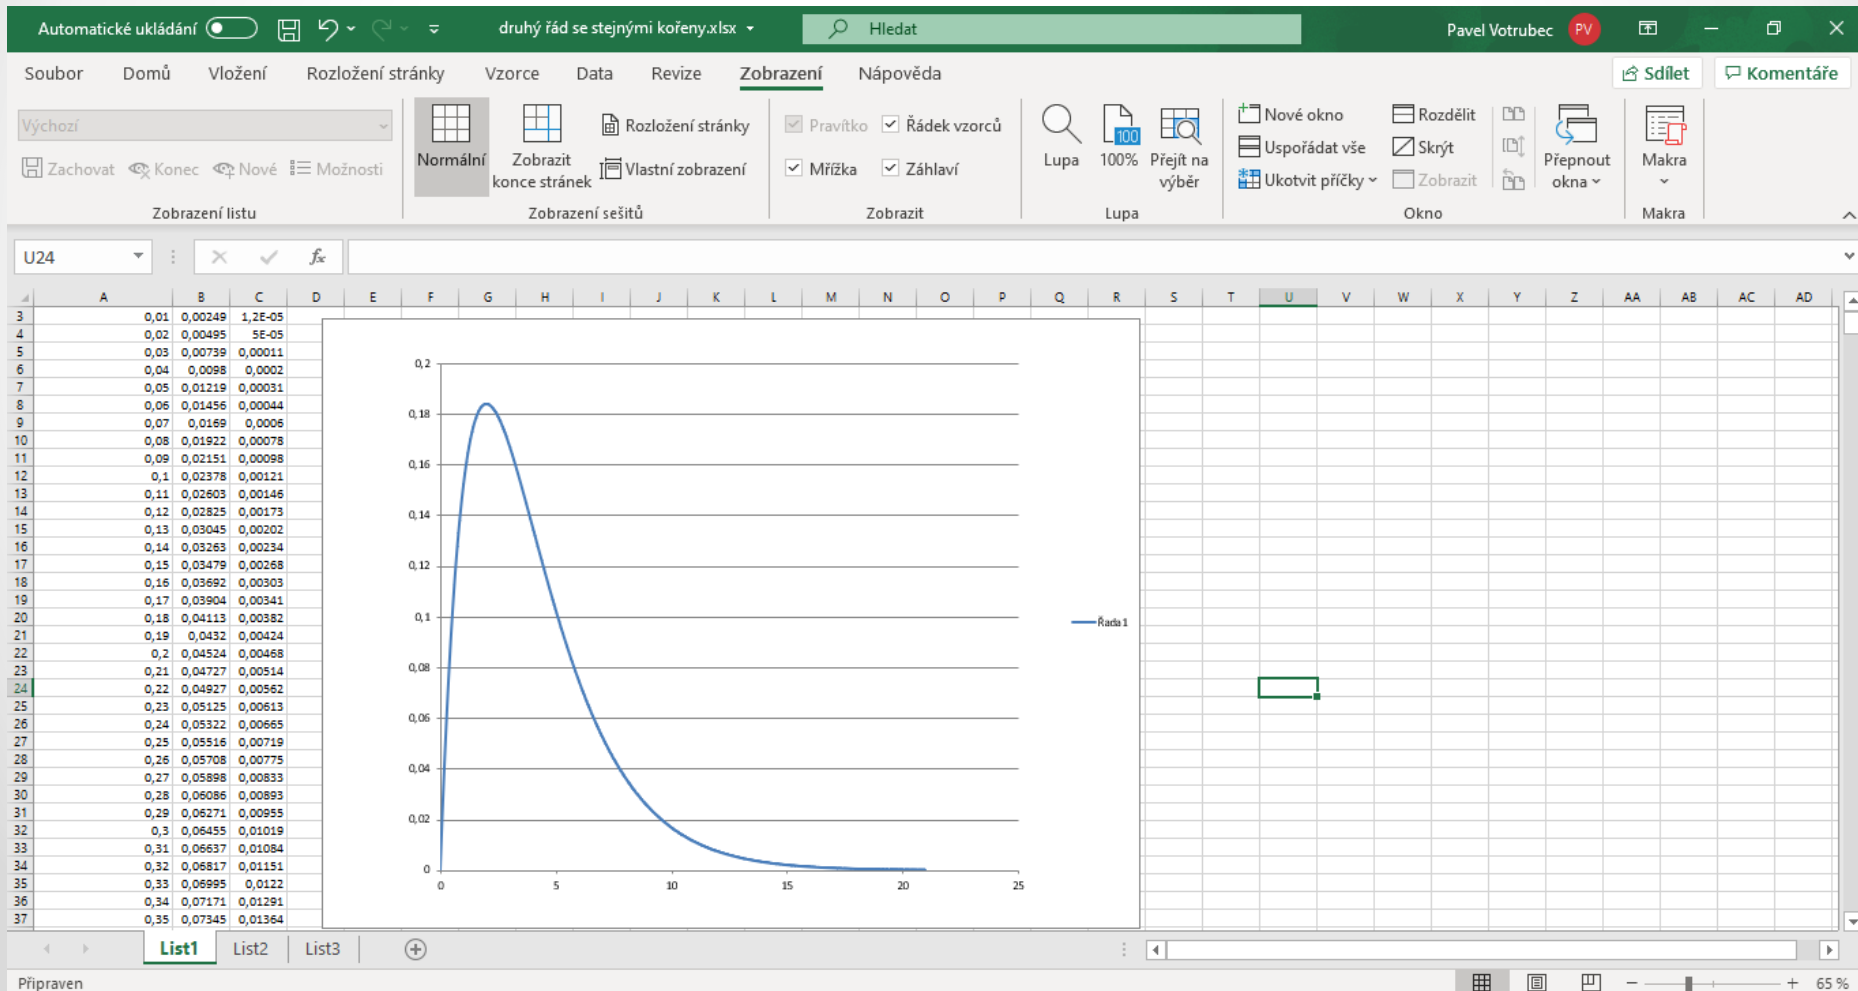 Automatické ukládání
druhý řád se stejnými kořeny.xlsx
Hledat
Pavel Votrubec PV
Soubor Domů Vložení Rozložení stránky Vzorce Data Revize Zobrazení Nápověda
Sdílet Komentáře
Výchozí
Zachovat Konec Nové Možnosti
Zobrazení listu
Normální
Zobrazit
konce stránek
Rozložení stránky
Vlastní zobrazení
Zobrazení sešitů
Pravítko Řádek vzorců
Mřížka Záhlaví
Zobrazit
Lupa
100
100%
Přejít na
výběr
Lupa
Nové okno
Uspořádat vše
Ukotvit příčky
Rozdělit
Skrýt
Zobrazit
Přepnout
okna
Okno
Makra
Makra
U24
fx
A B C D E F G H I J K L M N O P Q R S T U V W X Y Z AA AB AC AD
3 0,01 0,00249 1,2E-05
4 0,02 0,00495 5E-05
5 0,03 0,00739 0,00011
6 0,04 0,0098 0,0002
7 0,05 0,01219 0,00031
8 0,06 0,01456 0,00044
9 0,07 0,0169 0,0006
10 0,08 0,01922 0,00078
11 0,09 0,02151 0,00098
12 0,1 0,02378 0,00121
13 0,11 0,02603 0,00146
14 0,12 0,02825 0,00173
15 0,13 0,03045 0,00202
16 0,14 0,03263 0,00234
17 0,15 0,03479 0,00268
18 0,16 0,03692 0,00303
19 0,17 0,03904 0,00341
20 0,18 0,04113 0,00382
21 0,19 0,0432 0,00424
22 0,2 0,04524 0,00468
23 0,21 0,04727 0,00514
24 0,22 0,04927 0,00562
25 0,23 0,05125 0,00613
26 0,24 0,05322 0,00665
27 0,25 0,05516 0,00719
28 0,26 0,05708 0,00775
29 0,27 0,05898 0,00833
30 0,28 0,06086 0,00893
31 0,29 0,06271 0,00955
32 0,3 0,06455 0,01019
33 0,31 0,06637 0,01084
34 0,32 0,06817 0,01151
35 0,33 0,06995 0,0122
36 0,34 0,07171 0,01291
37 0,35 0,07345 0,01364
0,2
0,18
0,16
0,14
0,12
0,1
0,08
0,06
0,04
0,02
0
0 5 10 15 20 25
Řada1
List1 List2 List3
Připraven
65 %